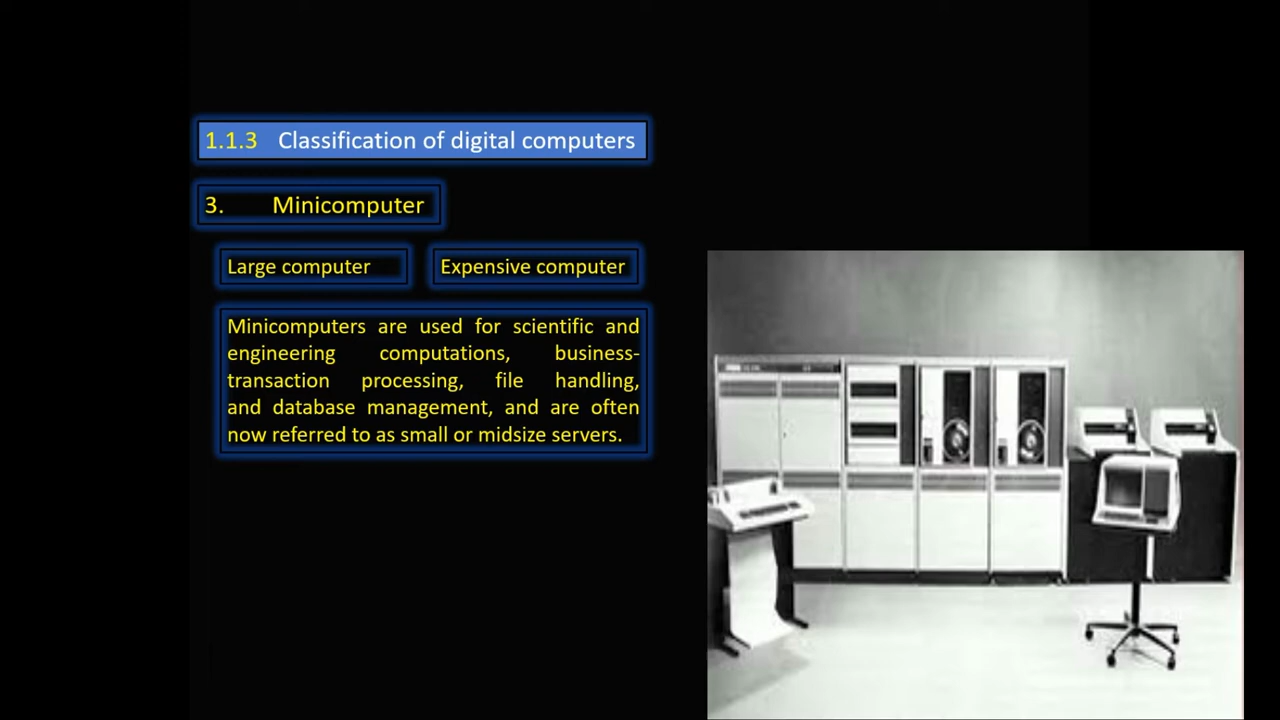 1.1.3 Classification of digital computers
3. Minicomputer
Large computer
Expensive computer
Minicomputers are used for scientific and
engineering computations, business-
transaction processing, file handling,
and database management, and are often
now referred to as small or midsize servers.